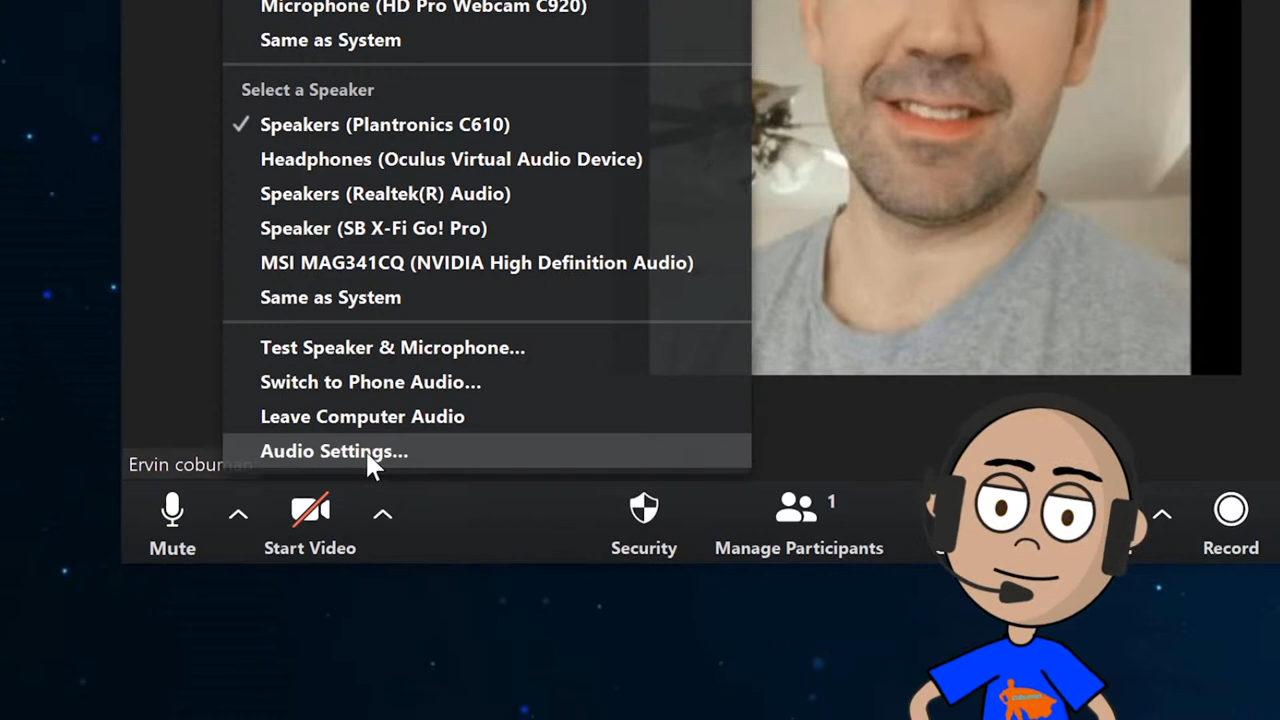 Microphone (HD Pro Webcam C920)
Same as System
Select a Speaker
Speakers (Plantronics C610)
Headphones (Oculus Virtual Audio Device)
Speakers (Realtek(R) Audio)
Speaker (SB X-Fi Go! Pro)
MSI MAG341CQ (NVIDIA High Definition Audio)
Same as System
Test Speaker & Microphone...
Switch to Phone Audio...
Leave Computer Audio
Audio Settings...
Ervin cobuman
1
Mute
Start Video
Security
Manage Participants
Record